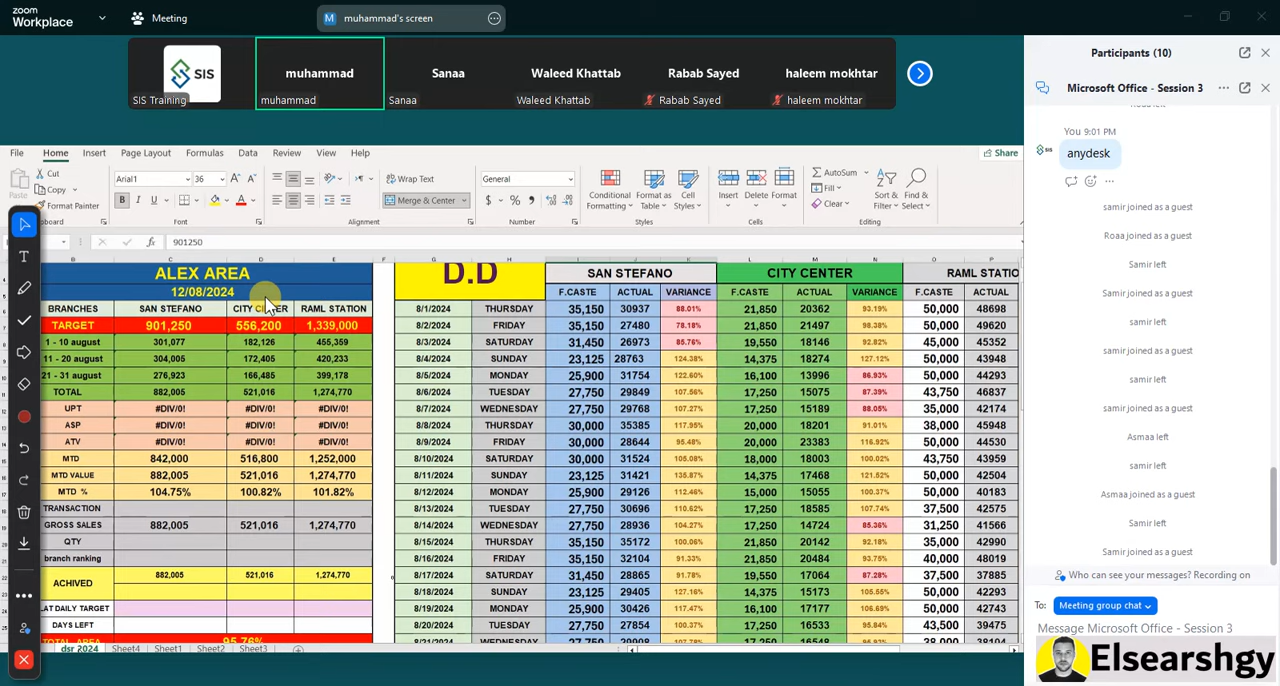 zoom
Workplace
Meeting
M muhammad's screen
SIS
SIS Training
muhammad
muhammad
Sanaa
Sanaa
Waleed Khattab
Waleed Khattab
Rabab Sayed
Rabab Sayed
haleem mokhtar
haleem mokhtar
Participants (10)
Microsoft Office - Session 3
You 9:01 PM
SIS
anydesk
samir joined as a guest
Roaa joined as a guest
Samir left
Samir joined as a guest
samir left
samir joined as a guest
samir left
samir joined as a guest
Asmaa left
samir left
Asmaa joined as a guest
Samir left
Samir joined as a guest
Who can see your messages? Recording on
To: Meeting group chat
Message Microsoft Office - Session 3
Elsearshgy
File Home Insert Page Layout Formulas Data Review View Help Share
Cut
Copy
Format Painter
Arial1 36
B I U
Font
Wrap Text
Merge & Center
Alignment
General
$ % ,
Number
Conditional Formatting Format as Table Cell Styles
Styles
Insert Delete Format
Cells
AutoSum
Fill
Clear
Sort & Filter Find & Select
Editing
fx 901250
ALEX AREA
12/08/2024
BRANCHES SAN STEFANO CITY CENTER RAML STATION
TARGET 901,250 556,200 1,339,000
1 - 10 august 301,077 182,126 455,359
11 - 20 august 304,005 172,405 420,233
21 - 31 august 276,923 166,485 399,178
TOTAL 882,005 521,016 1,274,770
UPT #DIV/0! #DIV/0! #DIV/0!
ASP #DIV/0! #DIV/0! #DIV/0!
ATV #DIV/0! #DIV/0! #DIV/0!
MTD 842,000 516,800 1,252,000
MTD VALUE 882,005 521,016 1,274,770
MTD % 104.75% 100.82% 101.82%
TRANSACTION
GROSS SALES 882,005 521,016 1,274,770
QTY
branch ranking
ACHIVED 882,005 521,016 1,274,770
LAT DAILY TARGET
DAYS LEFT
TOTAL AREA 95.76%
D.D SAN STEFANO CITY CENTER RAML STATIO
F.CASTE ACTUAL VARIANCE F.CASTE ACTUAL VARIANCE F.CASTE ACTUAL
8/1/2024 THURSDAY 35,150 30937 88.01% 21,850 20362 93.19% 50,000 48698
8/2/2024 FRIDAY 35,150 27480 78.18% 21,850 21497 98.38% 50,000 49620
8/3/2024 SATURDAY 31,450 26973 85.76% 19,550 18146 92.82% 45,000 45352
8/4/2024 SUNDAY 23,125 28763 124.38% 14,375 18274 127.12% 50,000 43948
8/5/2024 MONDAY 25,900 31754 122.60% 16,100 13996 86.93% 50,000 44293
8/6/2024 TUESDAY 27,750 29849 107.56% 17,250 15075 87.39% 43,750 46837
8/7/2024 WEDNESDAY 27,750 29768 107.27% 17,250 15189 88.05% 35,000 42174
8/8/2024 THURSDAY 30,000 35385 117.95% 20,000 18201 91.01% 38,000 45948
8/9/2024 FRIDAY 30,000 28644 95.48% 20,000 23383 116.92% 50,000 44530
8/10/2024 SATURDAY 30,000 31524 105.08% 18,000 18003 100.02% 43,750 43959
8/11/2024 SUNDAY 23,125 31421 135.87% 14,375 17468 121.52% 50,000 42504
8/12/2024 MONDAY 25,900 29126 112.46% 15,000 15055 100.37% 50,000 40183
8/13/2024 TUESDAY 27,750 30696 110.62% 17,250 18585 107.74% 37,500 42575
8/14/2024 WEDNESDAY 27,750 28936 104.27% 17,250 14724 85.36% 31,250 41566
8/15/2024 THURSDAY 35,150 35172 100.06% 21,850 20142 92.18% 35,000 42990
8/16/2024 FRIDAY 35,150 32104 91.33% 21,850 20484 93.75% 40,000 48019
8/17/2024 SATURDAY 31,450 28865 91.78% 19,550 17064 87.28% 37,500 37885
8/18/2024 SUNDAY 23,125 29405 127.16% 14,375 15173 105.55% 50,000 42293
8/19/2024 MONDAY 25,900 30426 117.47% 16,100 17177 106.69% 50,000 42743
8/20/2024 TUESDAY 27,750 27854 100.37% 17,250 16533 95.84% 43,500 39475
dsr 2024 Sheet4 Sheet1 Sheet2 Sheet3